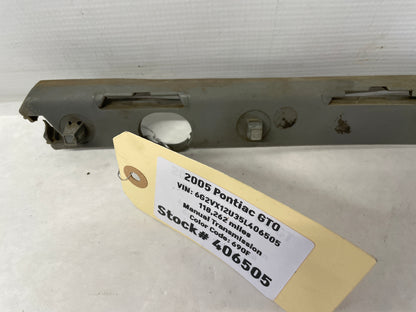 2005 Pontiac GTO
VIN: 6G2VX12U35L406505
118,262 miles
Manual Transmission
Color Code: 690F
Stock# 406505